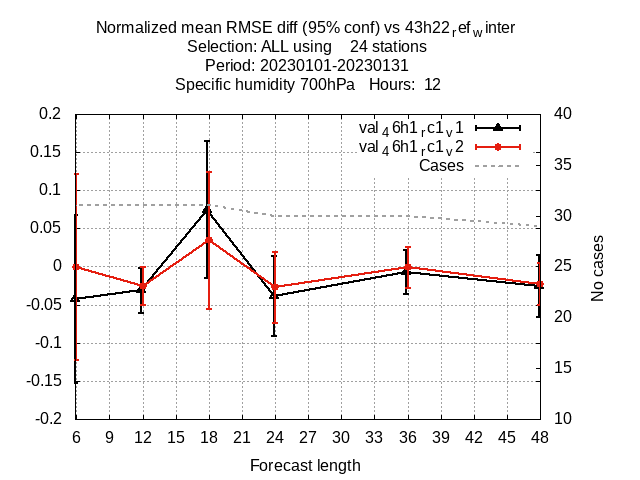 Normalized mean RMSE diff (95% conf) vs 43h22refwinter
Selection: ALL using 24 stations
Period: 20230101-20230131
Specific humidity 700hPa Hours: 12
val46h1rc1v1
val46h1rc1v2
Cases
0.2
0.15
0.1
0.05
0
-0.05
-0.1
-0.15
-0.2
40
35
30
25
20
15
10
No cases
6 9 12 15 18 21 24 27 30 33 36 39 42 45 48
Forecast length